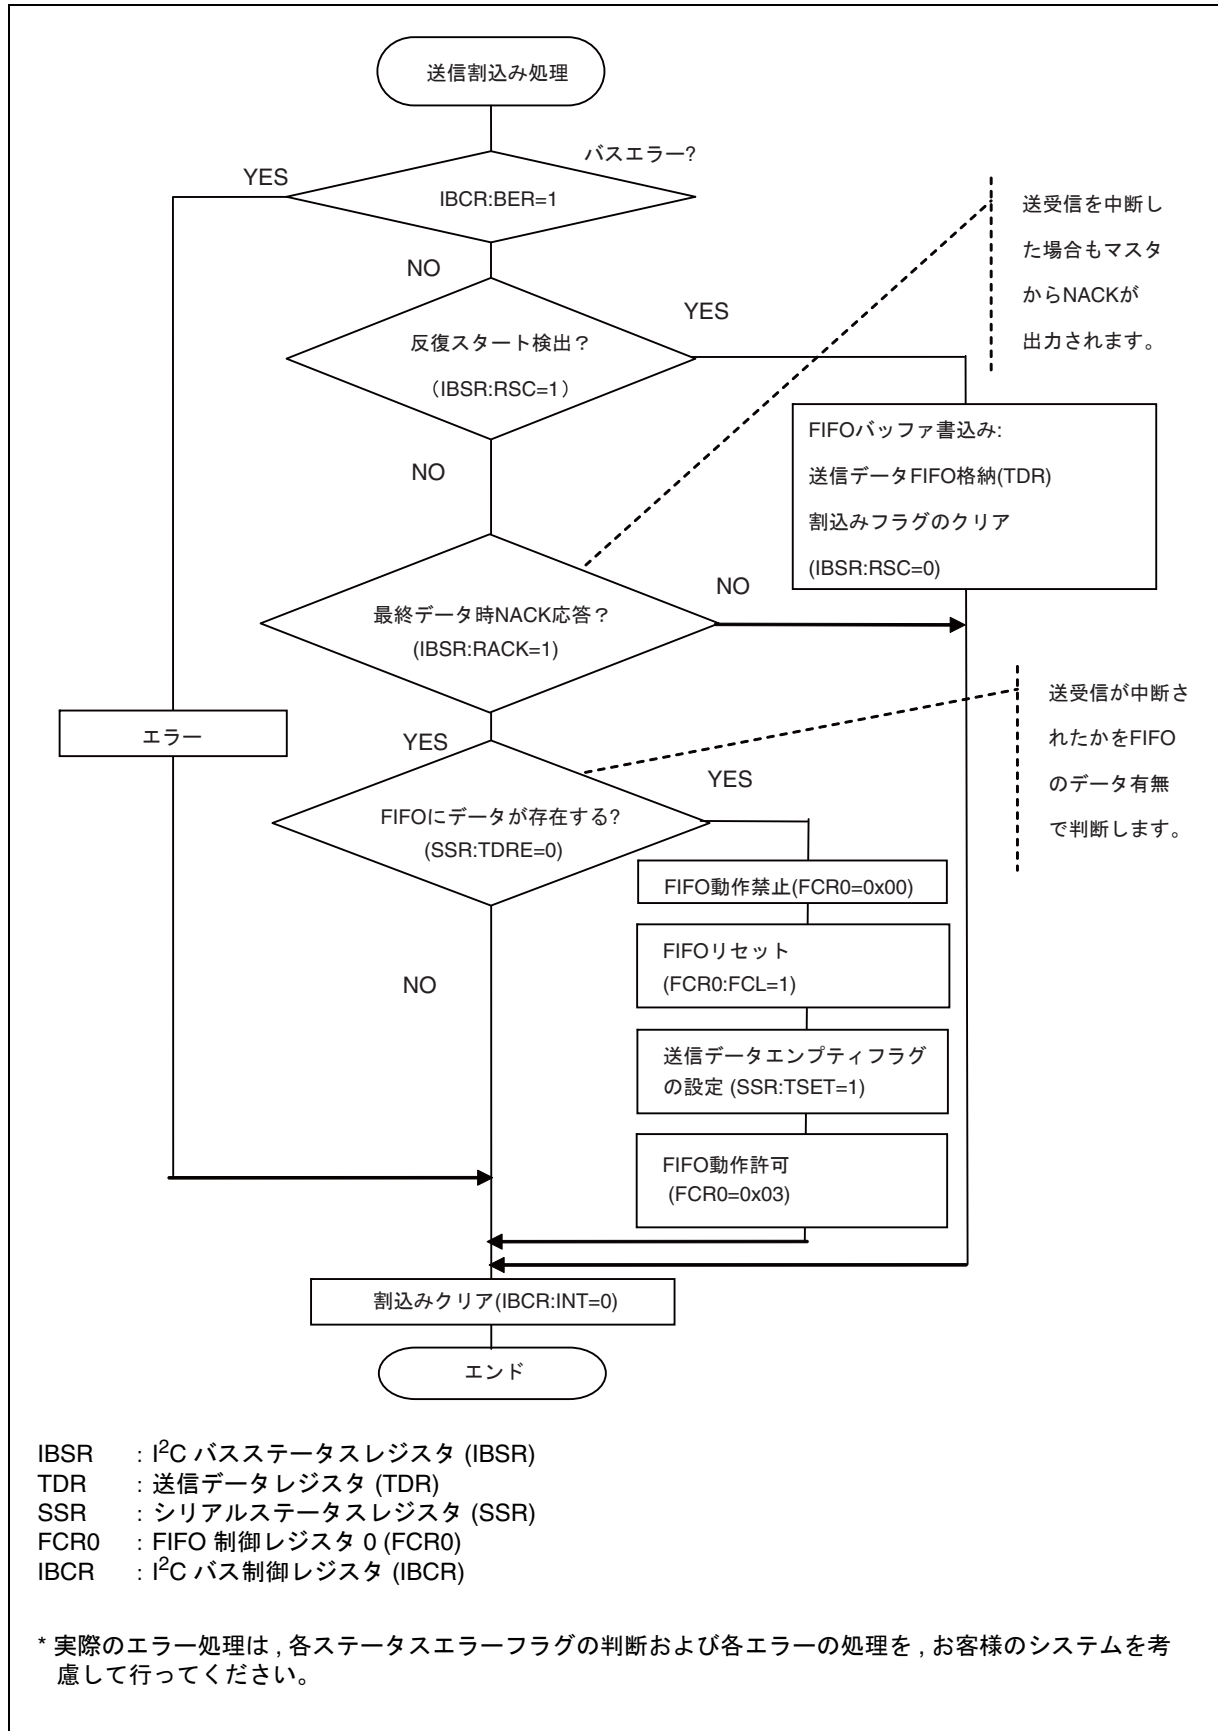 送信割込み処理
バスエラー?
YES
IBCR:BER=1
NO
送受信を中断し
た場合もマスタ
からNACKが
出力されます。
YES
反復スタート検出？
（IBSR:RSC=1）
NO
FIFOバッファ書込み:
送信データFIFO格納(TDR)
割込みフラグのクリア
(IBSR:RSC=0)
NO
最終データ時NACK応答？
(IBSR:RACK=1)
YES
エラー
送受信が中断さ
れたかをFIFO
のデータ有無
で判断します。
YES
FIFOにデータが存在する?
(SSR:TDRE=0)
NO
FIFO動作禁止(FCR0=0x00)
FIFOリセット
(FCR0:FCL=1)
送信データエンプティフラグ
の設定 (SSR:TSET=1)
FIFO動作許可
(FCR0=0x03)
割込みクリア(IBCR:INT=0)
エンド
IBSR : I²C バスステータスレジスタ (IBSR)
TDR : 送信データレジスタ (TDR)
SSR : シリアルステータスレジスタ (SSR)
FCR0 : FIFO 制御レジスタ 0 (FCR0)
IBCR : I²C バス制御レジスタ (IBCR)
* 実際のエラー処理は , 各ステータスエラーフラグの判断および各エラーの処理を , お客様のシステムを考
慮して行ってください。